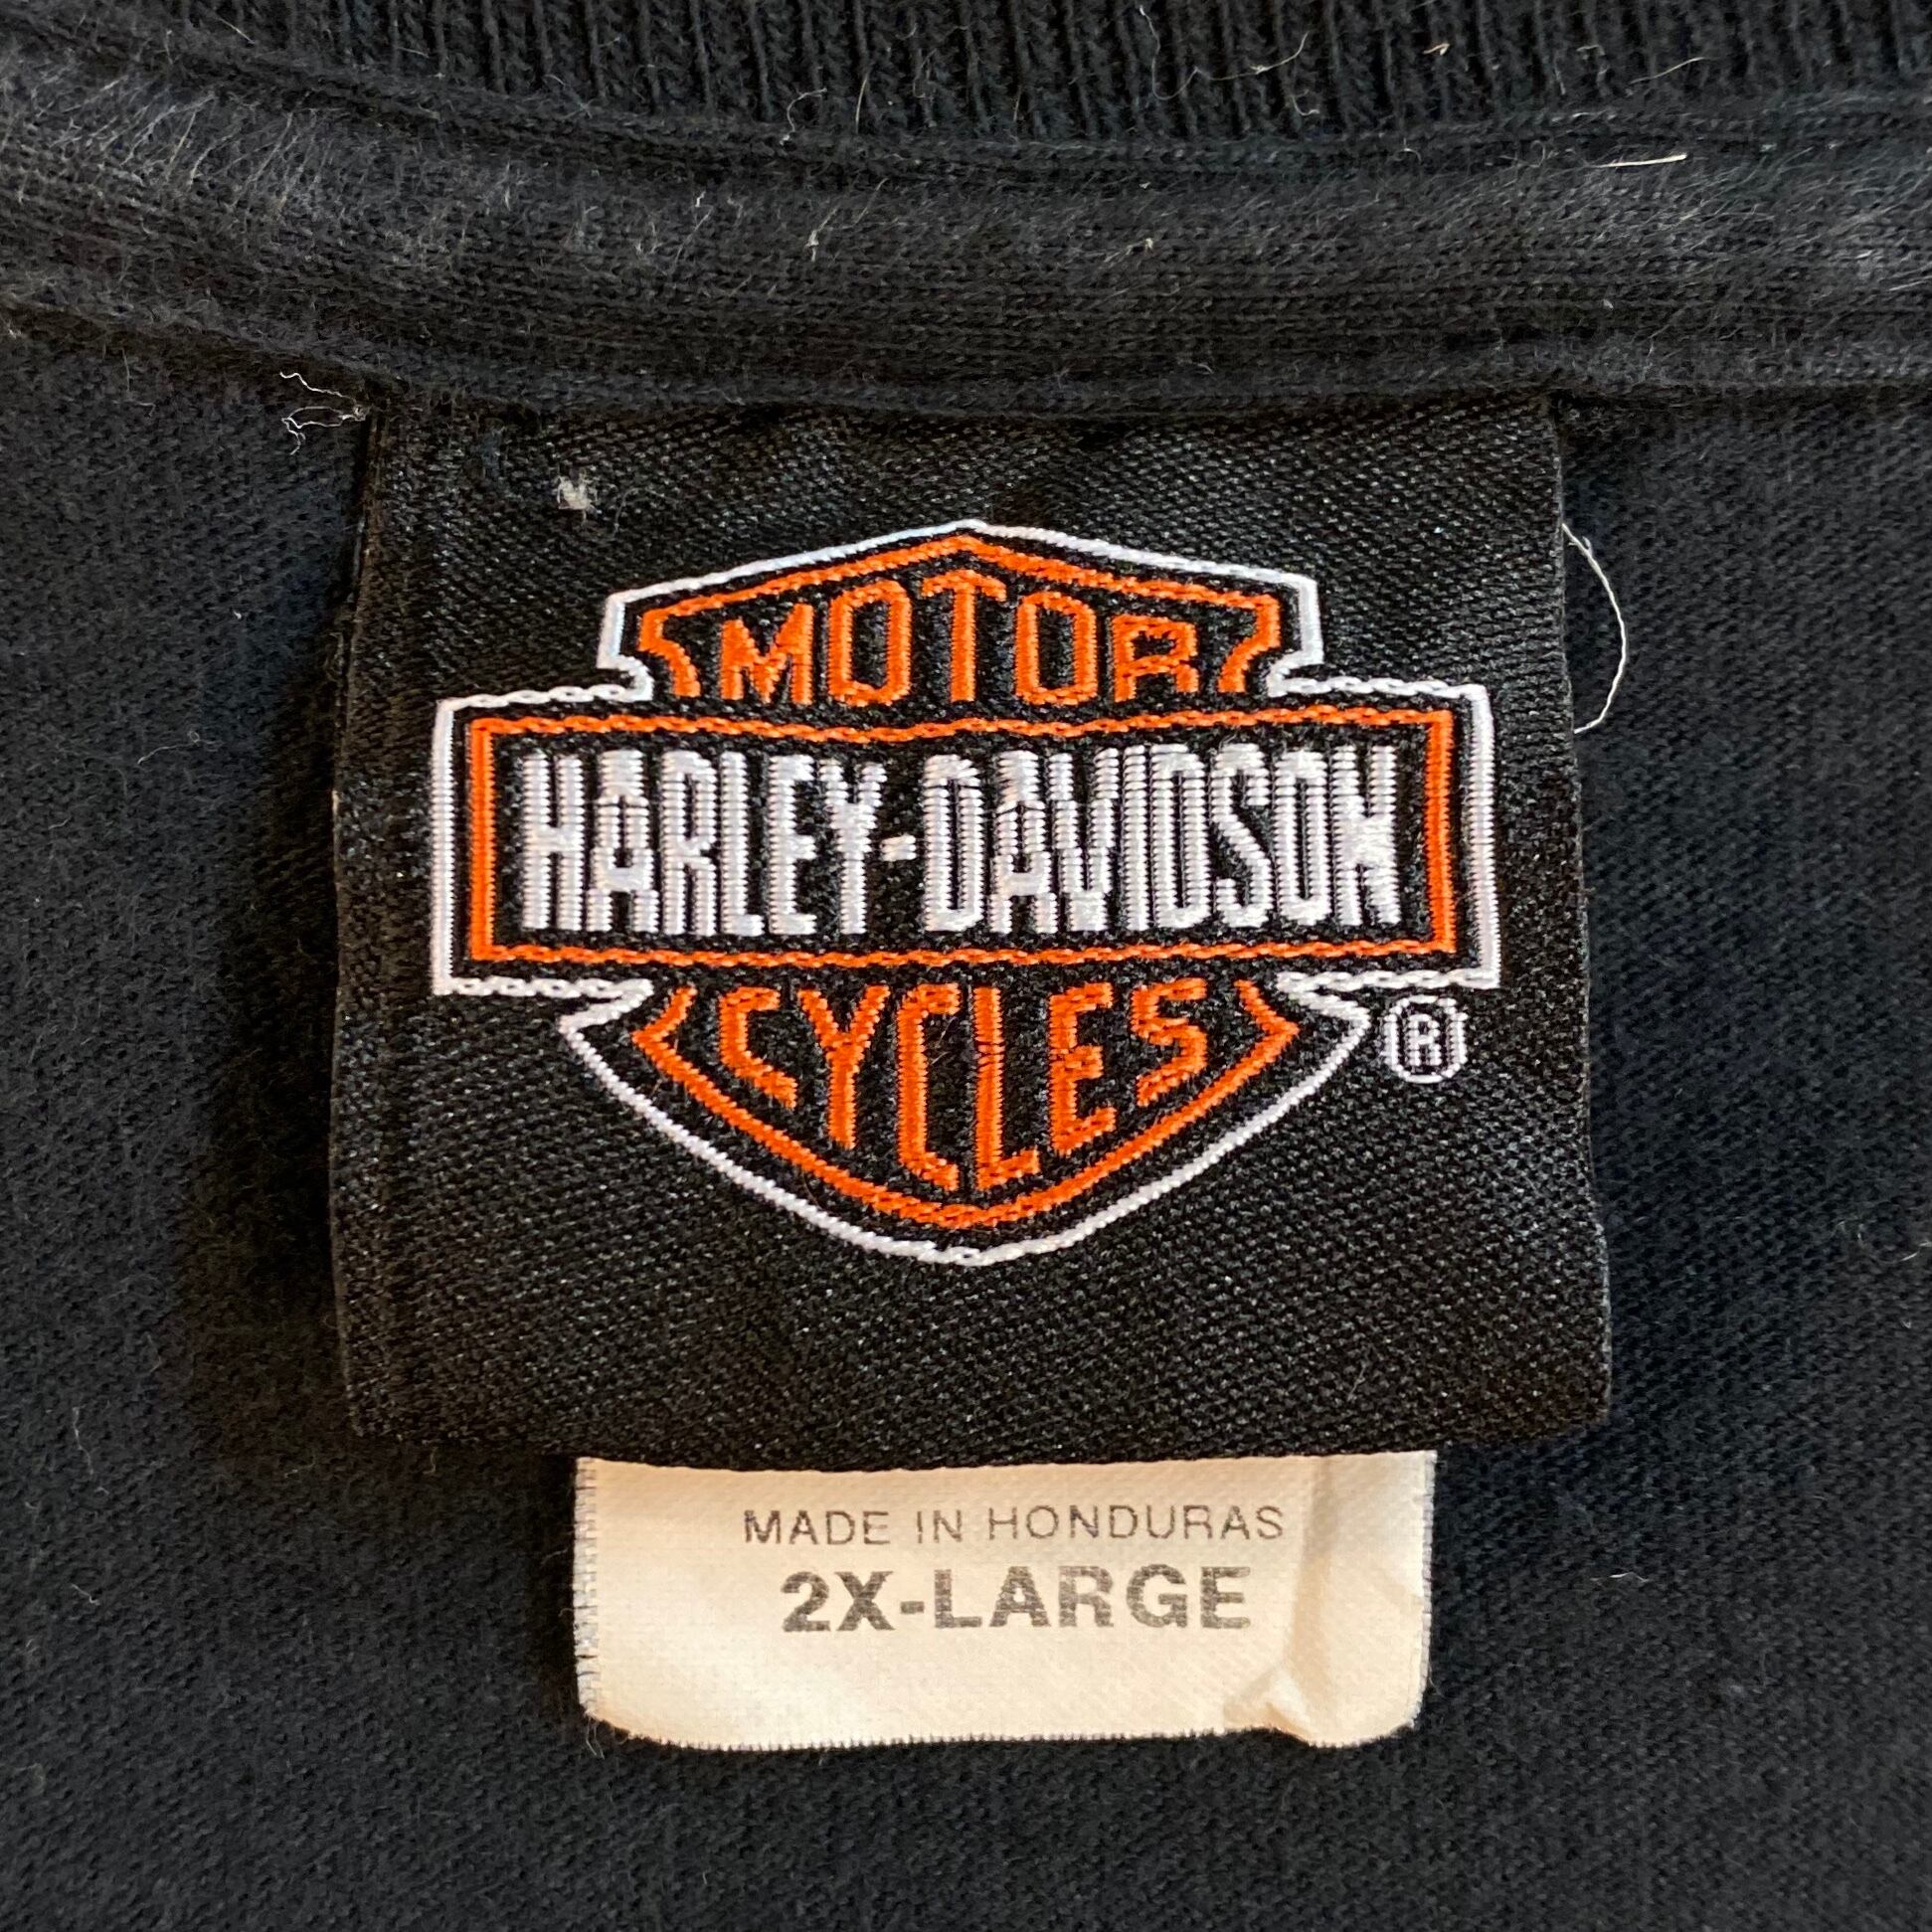 MOTOR
HARLEY-DAVIDSON
CYCLES
®
MADE IN HONDURAS
2X-LARGE